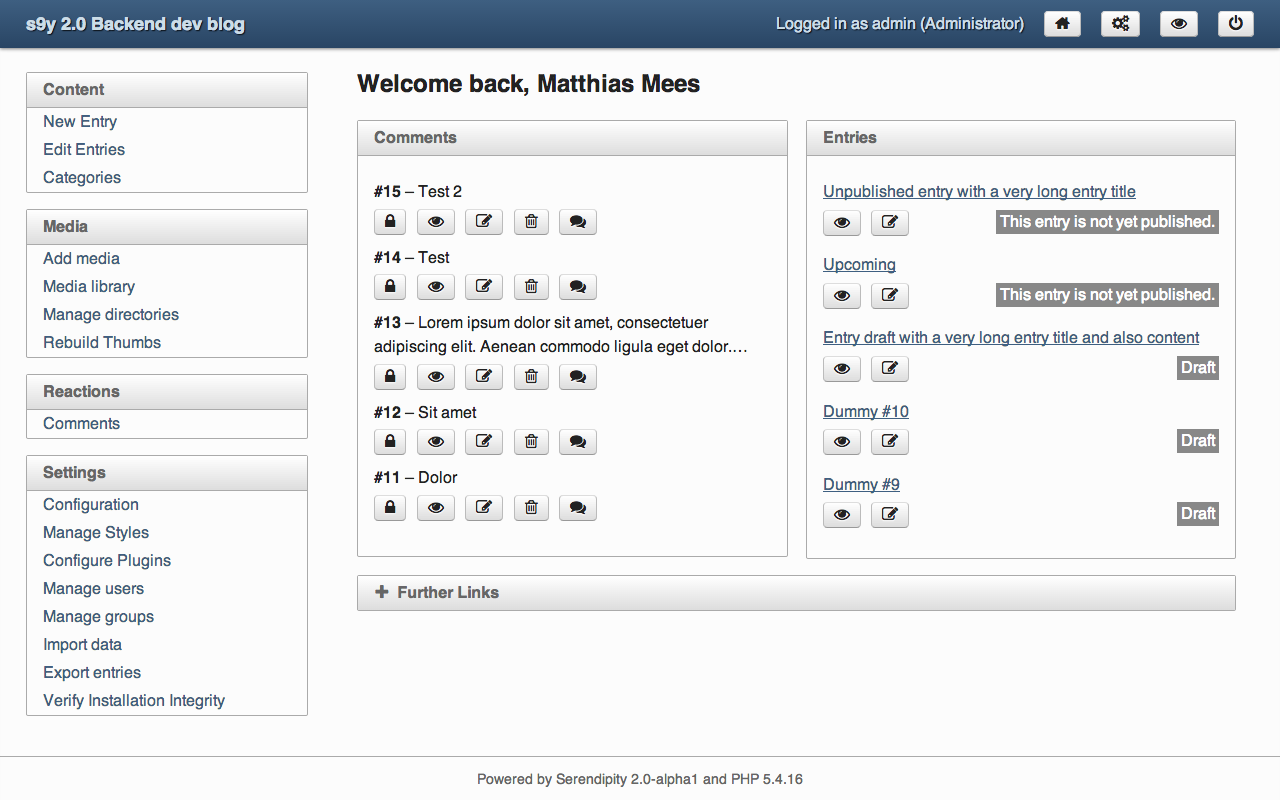 s9y 2.0 Backend dev blog
Logged in as admin (Administrator)
Content
New Entry
Edit Entries
Categories
Media
Add media
Media library
Manage directories
Rebuild Thumbs
Reactions
Comments
Settings
Configuration
Manage Styles
Configure Plugins
Manage users
Manage groups
Import data
Export entries
Verify Installation Integrity
Welcome back, Matthias Mees
Comments
#15 – Test 2
#14 – Test
#13 – Lorem ipsum dolor sit amet, consectetuer
adipiscing elit. Aenean commodo ligula eget dolor.…
#12 – Sit amet
#11 – Dolor
Entries
Unpublished entry with a very long entry title
This entry is not yet published.
Upcoming
This entry is not yet published.
Entry draft with a very long entry title and also content
Draft
Dummy #10
Draft
Dummy #9
Draft
Further Links
Powered by Serendipity 2.0-alpha1 and PHP 5.4.16